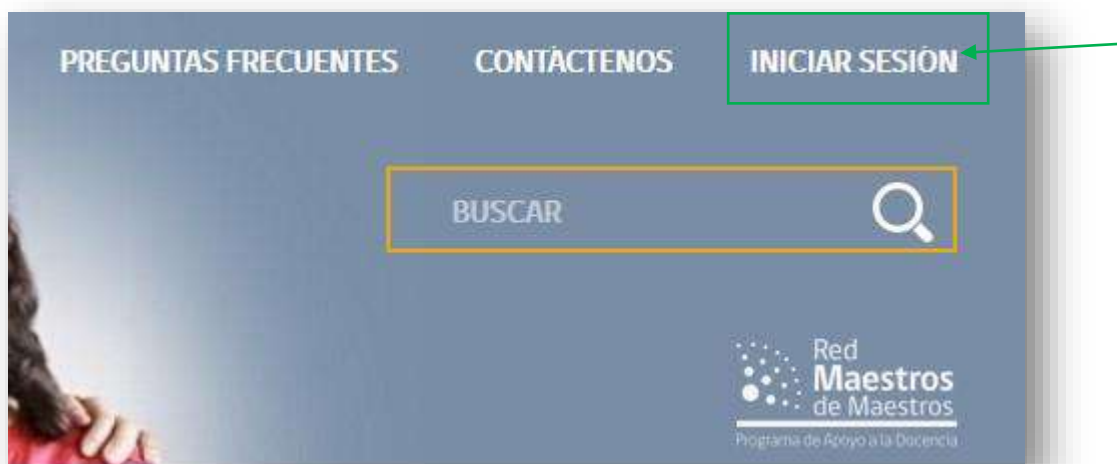 PREGUNTAS FRECUENTES CONTÁCTENOS INICIAR SESIÓN
BUSCAR
Red
Maestros
de Maestros
Programa de Apoyo a la Docencia